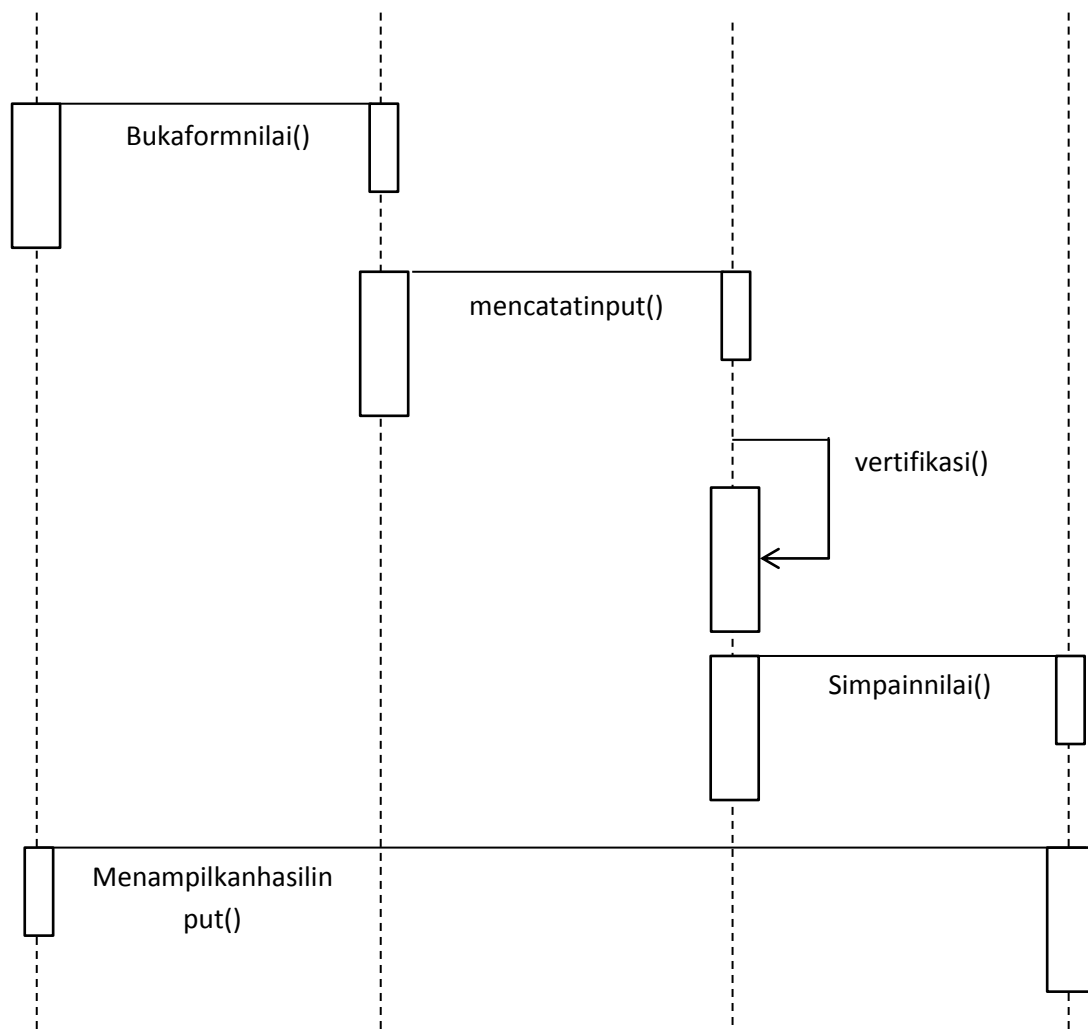 Bukaformnilai()
mencatatinput()
vertifikasi()
Simpainnilai()
Menampilkanhasilin
put()